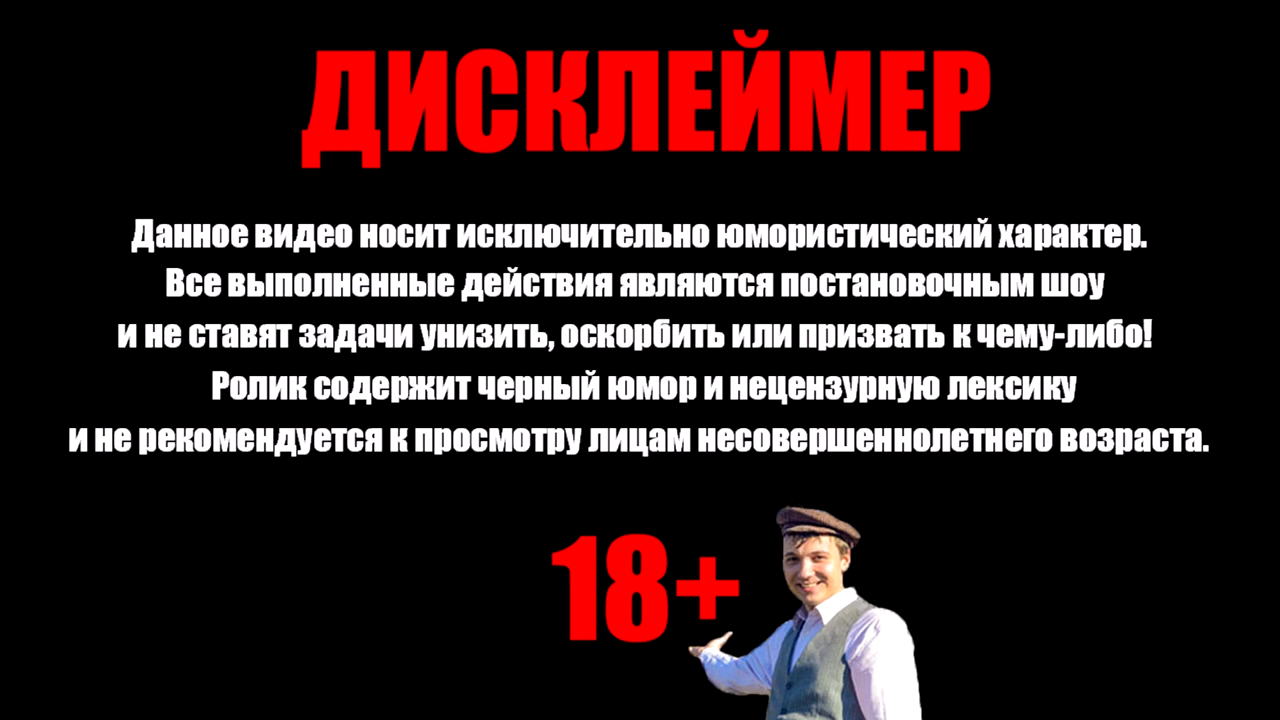 ДИСКЛЕЙМЕР
Данное видео носит исключительно юмористический характер.
Все выполненные действия являются постановочным шоу
и не ставят задачи унизить, оскорбить или призвать к чему-либо!
Ролик содержит черный юмор и нецензурную лексику
и не рекомендуется к просмотру лицам несовершеннолетнего возраста.
18+